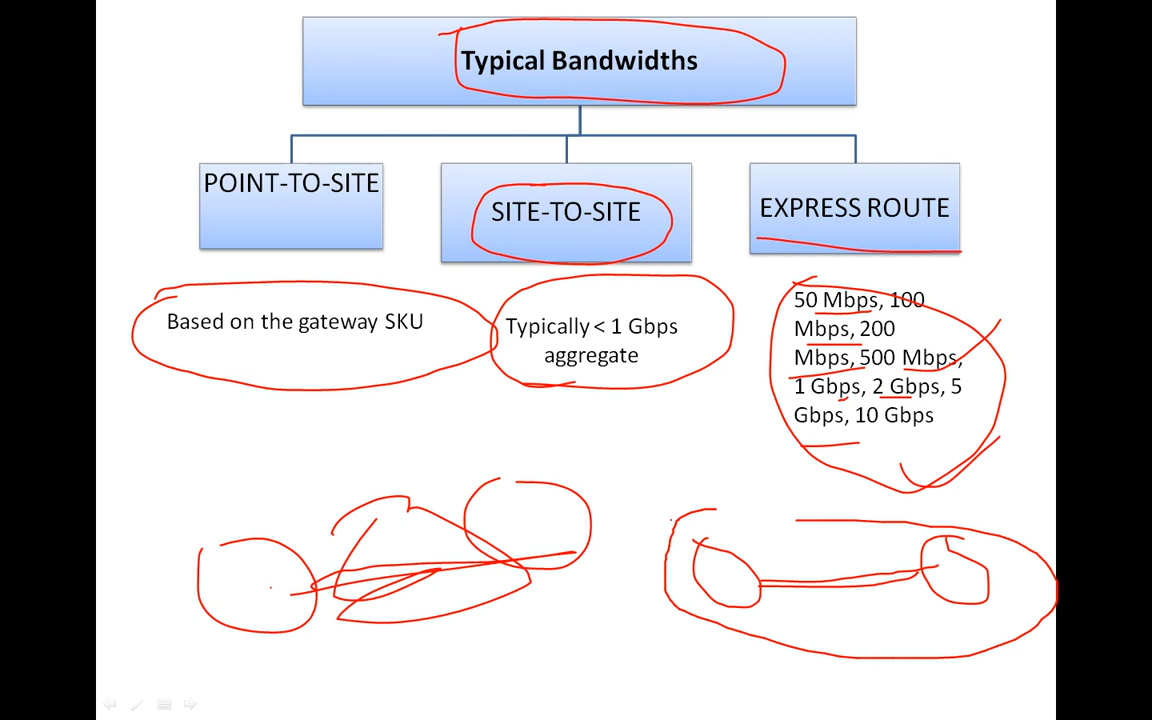 Typical Bandwidths
POINT-TO-SITE
SITE-TO-SITE
EXPRESS ROUTE
Based on the gateway SKU
Typically < 1 Gbps
aggregate
50 Mbps, 100
Mbps, 200
Mbps, 500 Mbps,
1 Gbps, 2 Gbps, 5
Gbps, 10 Gbps